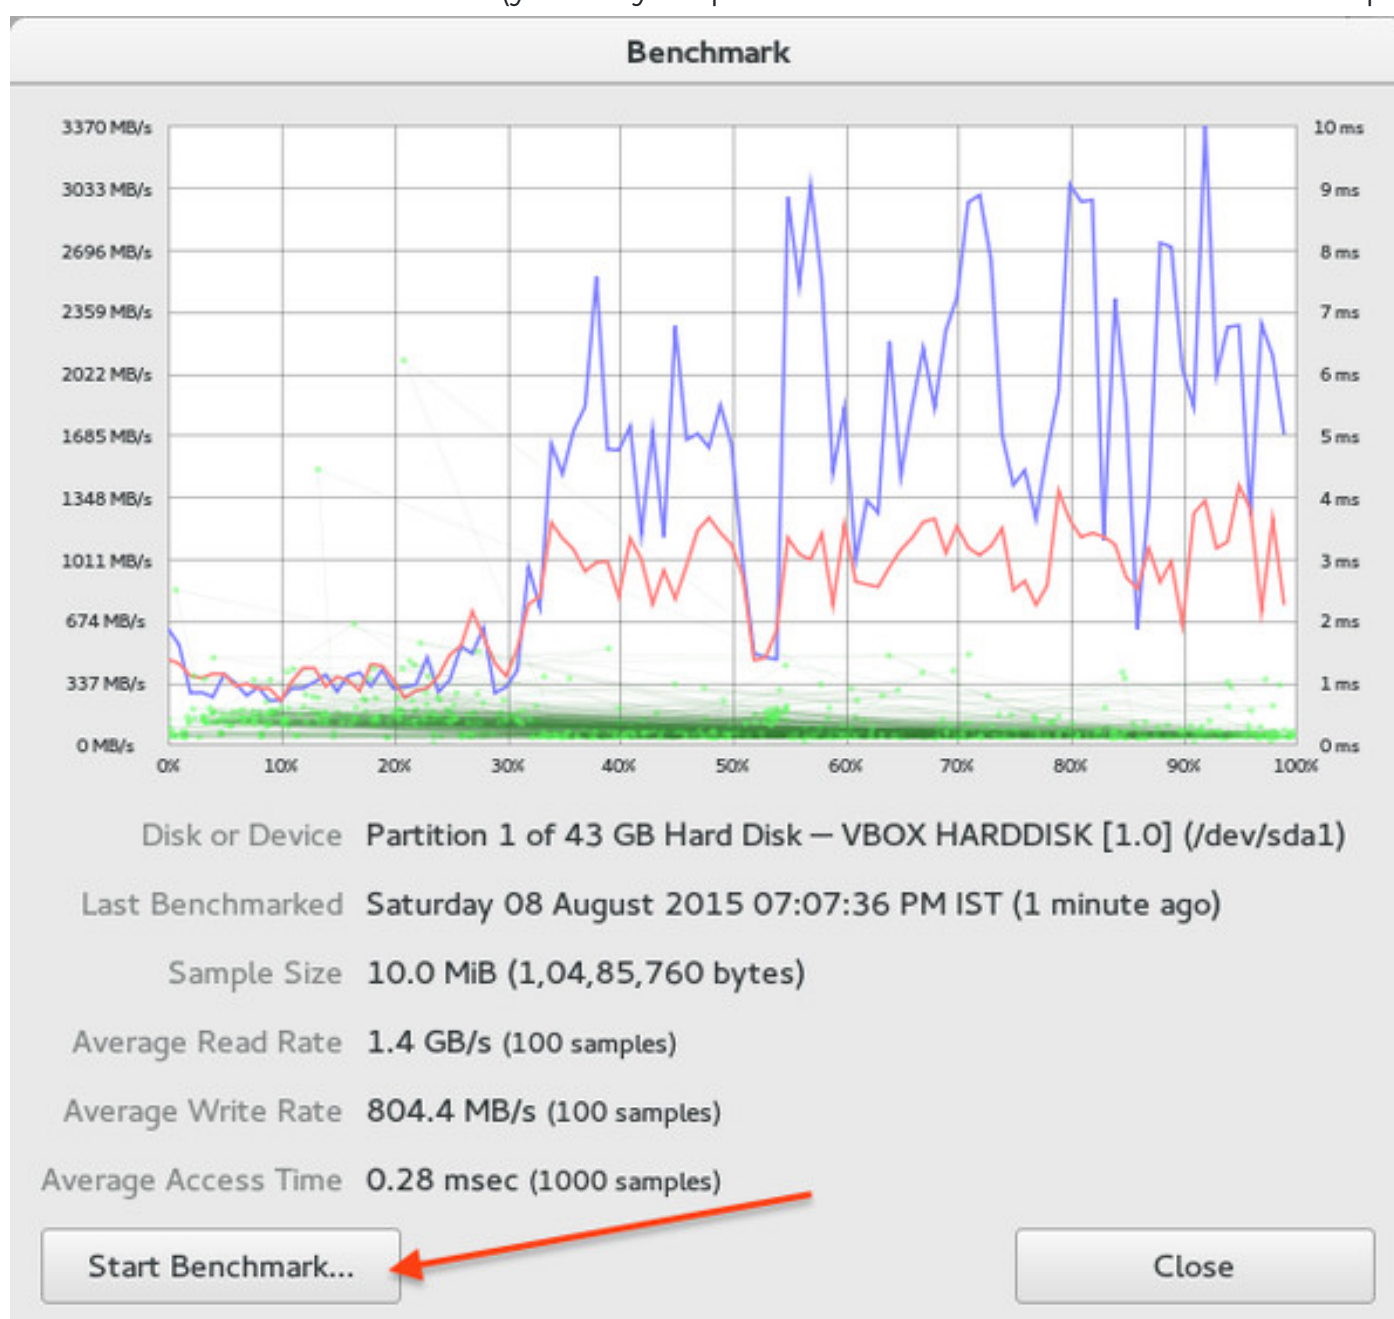 Benchmark
3370 MB/s 10 ms
3033 MB/s 9 ms
2696 MB/s 8 ms
2359 MB/s 7 ms
2022 MB/s 6 ms
1685 MB/s 5 ms
1348 MB/s 4 ms
1011 MB/s 3 ms
674 MB/s 2 ms
337 MB/s 1 ms
0 MB/s 0 ms
0% 10% 20% 30% 40% 50% 60% 70% 80% 90% 100%
Disk or Device Partition 1 of 43 GB Hard Disk — VBOX HARDDISK [1.0] (/dev/sda1)
Last Benchmarked Saturday 08 August 2015 07:07:36 PM IST (1 minute ago)
Sample Size 10.0 MiB (1,04,85,760 bytes)
Average Read Rate 1.4 GB/s (100 samples)
Average Write Rate 804.4 MB/s (100 samples)
Average Access Time 0.28 msec (1000 samples)
Start Benchmark... Close